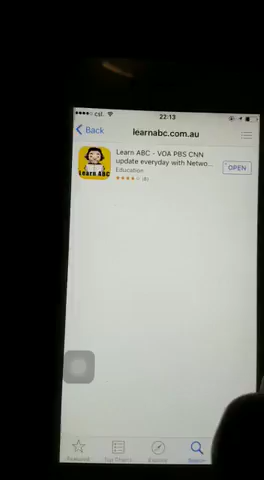 csl.
22:13
Back
learnabc.com.au
Learn ABC - VOA PBS CNN
update everyday with Netwo...
Education
(6)
OPEN
Learn ABC
Featured
Top Charts
Explore
Search